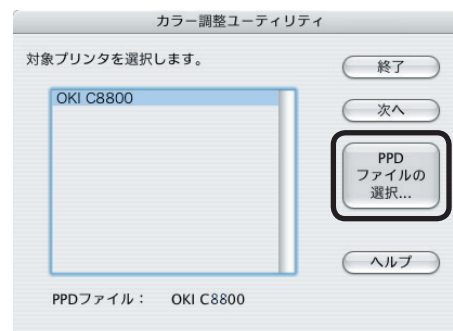 カラー調整ユーティリティ
対象プリンタを選択します。
OKI C8800
終了
次へ
PPD
ファイルの
選択...
ヘルプ
PPDファイル： OKI C8800